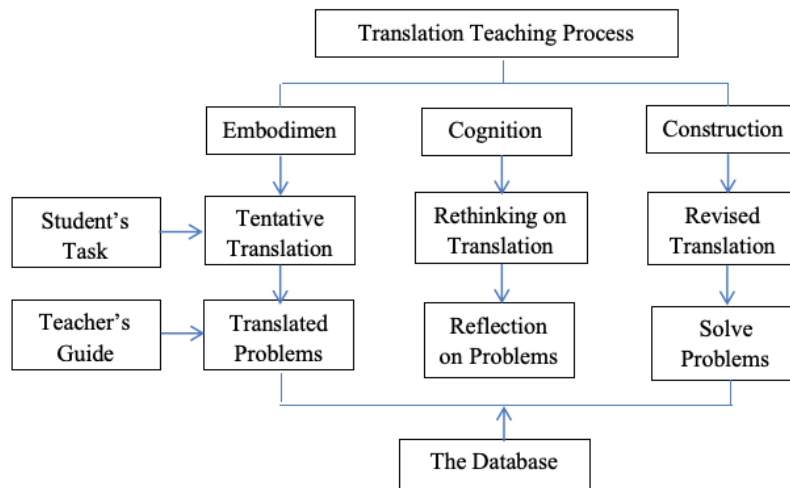 Translation Teaching Process
Embodimen
Cognition
Construction
Student's
Task
Tentative
Translation
Rethinking on
Translation
Revised
Translation
Teacher's
Guide
Translated
Problems
Reflection
on Problems
Solve
Problems
The Database